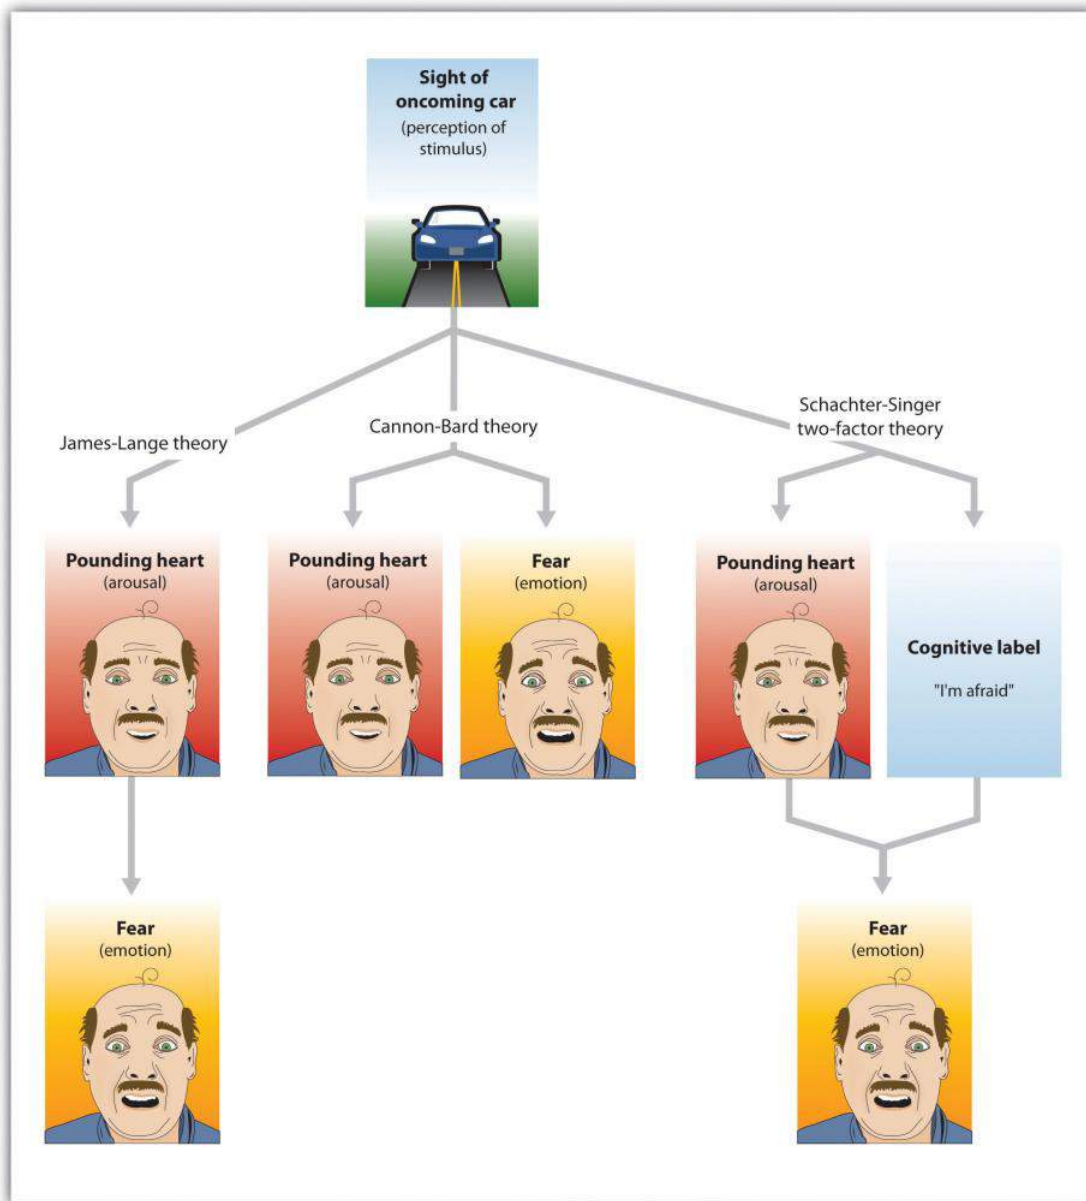 Sight of
oncoming car
(perception of
stimulus)
James-Lange theory
Cannon-Bard theory
Schachter-Singer
two-factor theory
Pounding heart
(arousal)
Pounding heart
(arousal)
Fear
(emotion)
Pounding heart
(arousal)
Cognitive label
"I'm afraid"
Fear
(emotion)
Fear
(emotion)